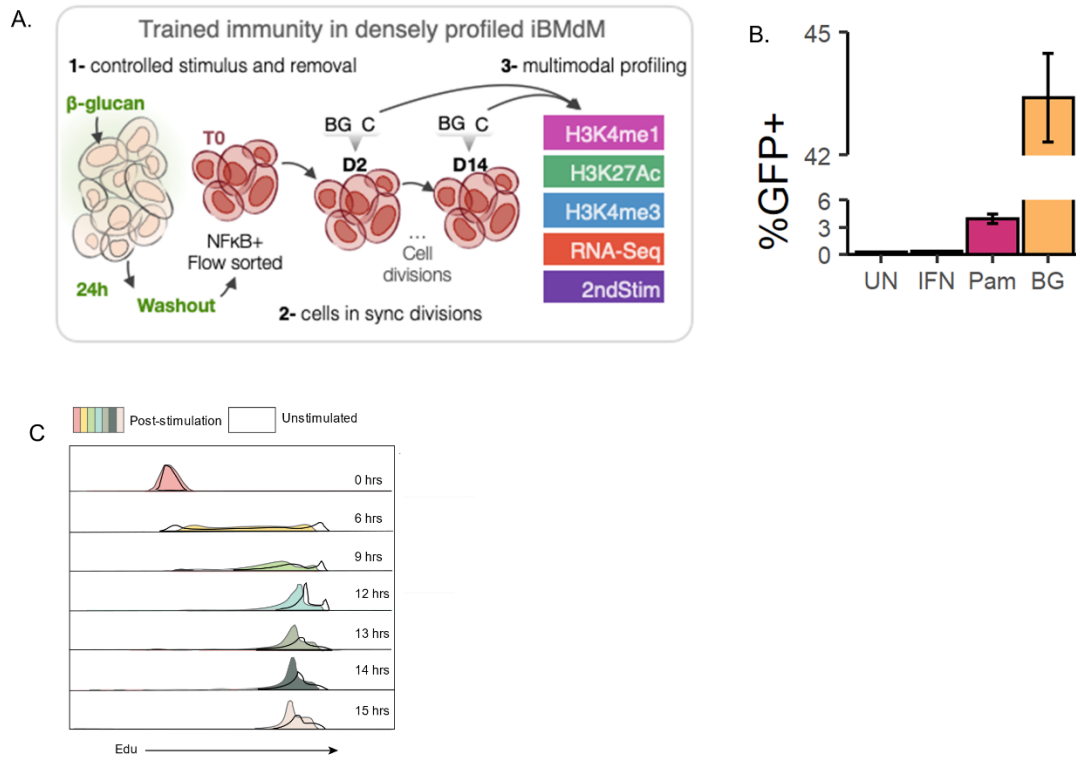 A.
Trained immunity in densely profiled iBMdM
1- controlled stimulus and removal
3- multimodal profiling
β-glucan
T0
BG C
BG C
D2
D14
H3K4me1
H3K27Ac
H3K4me3
RNA-Seq
2ndStim
NFκB+
Flow sorted
...
Cell
divisions
24h
Washout
2- cells in sync divisions
B.
%GFP+
45
42
6
3
0
UN IFN Pam BG
C
Post-stimulation
Unstimulated
0 hrs
6 hrs
9 hrs
12 hrs
13 hrs
14 hrs
15 hrs
Edu